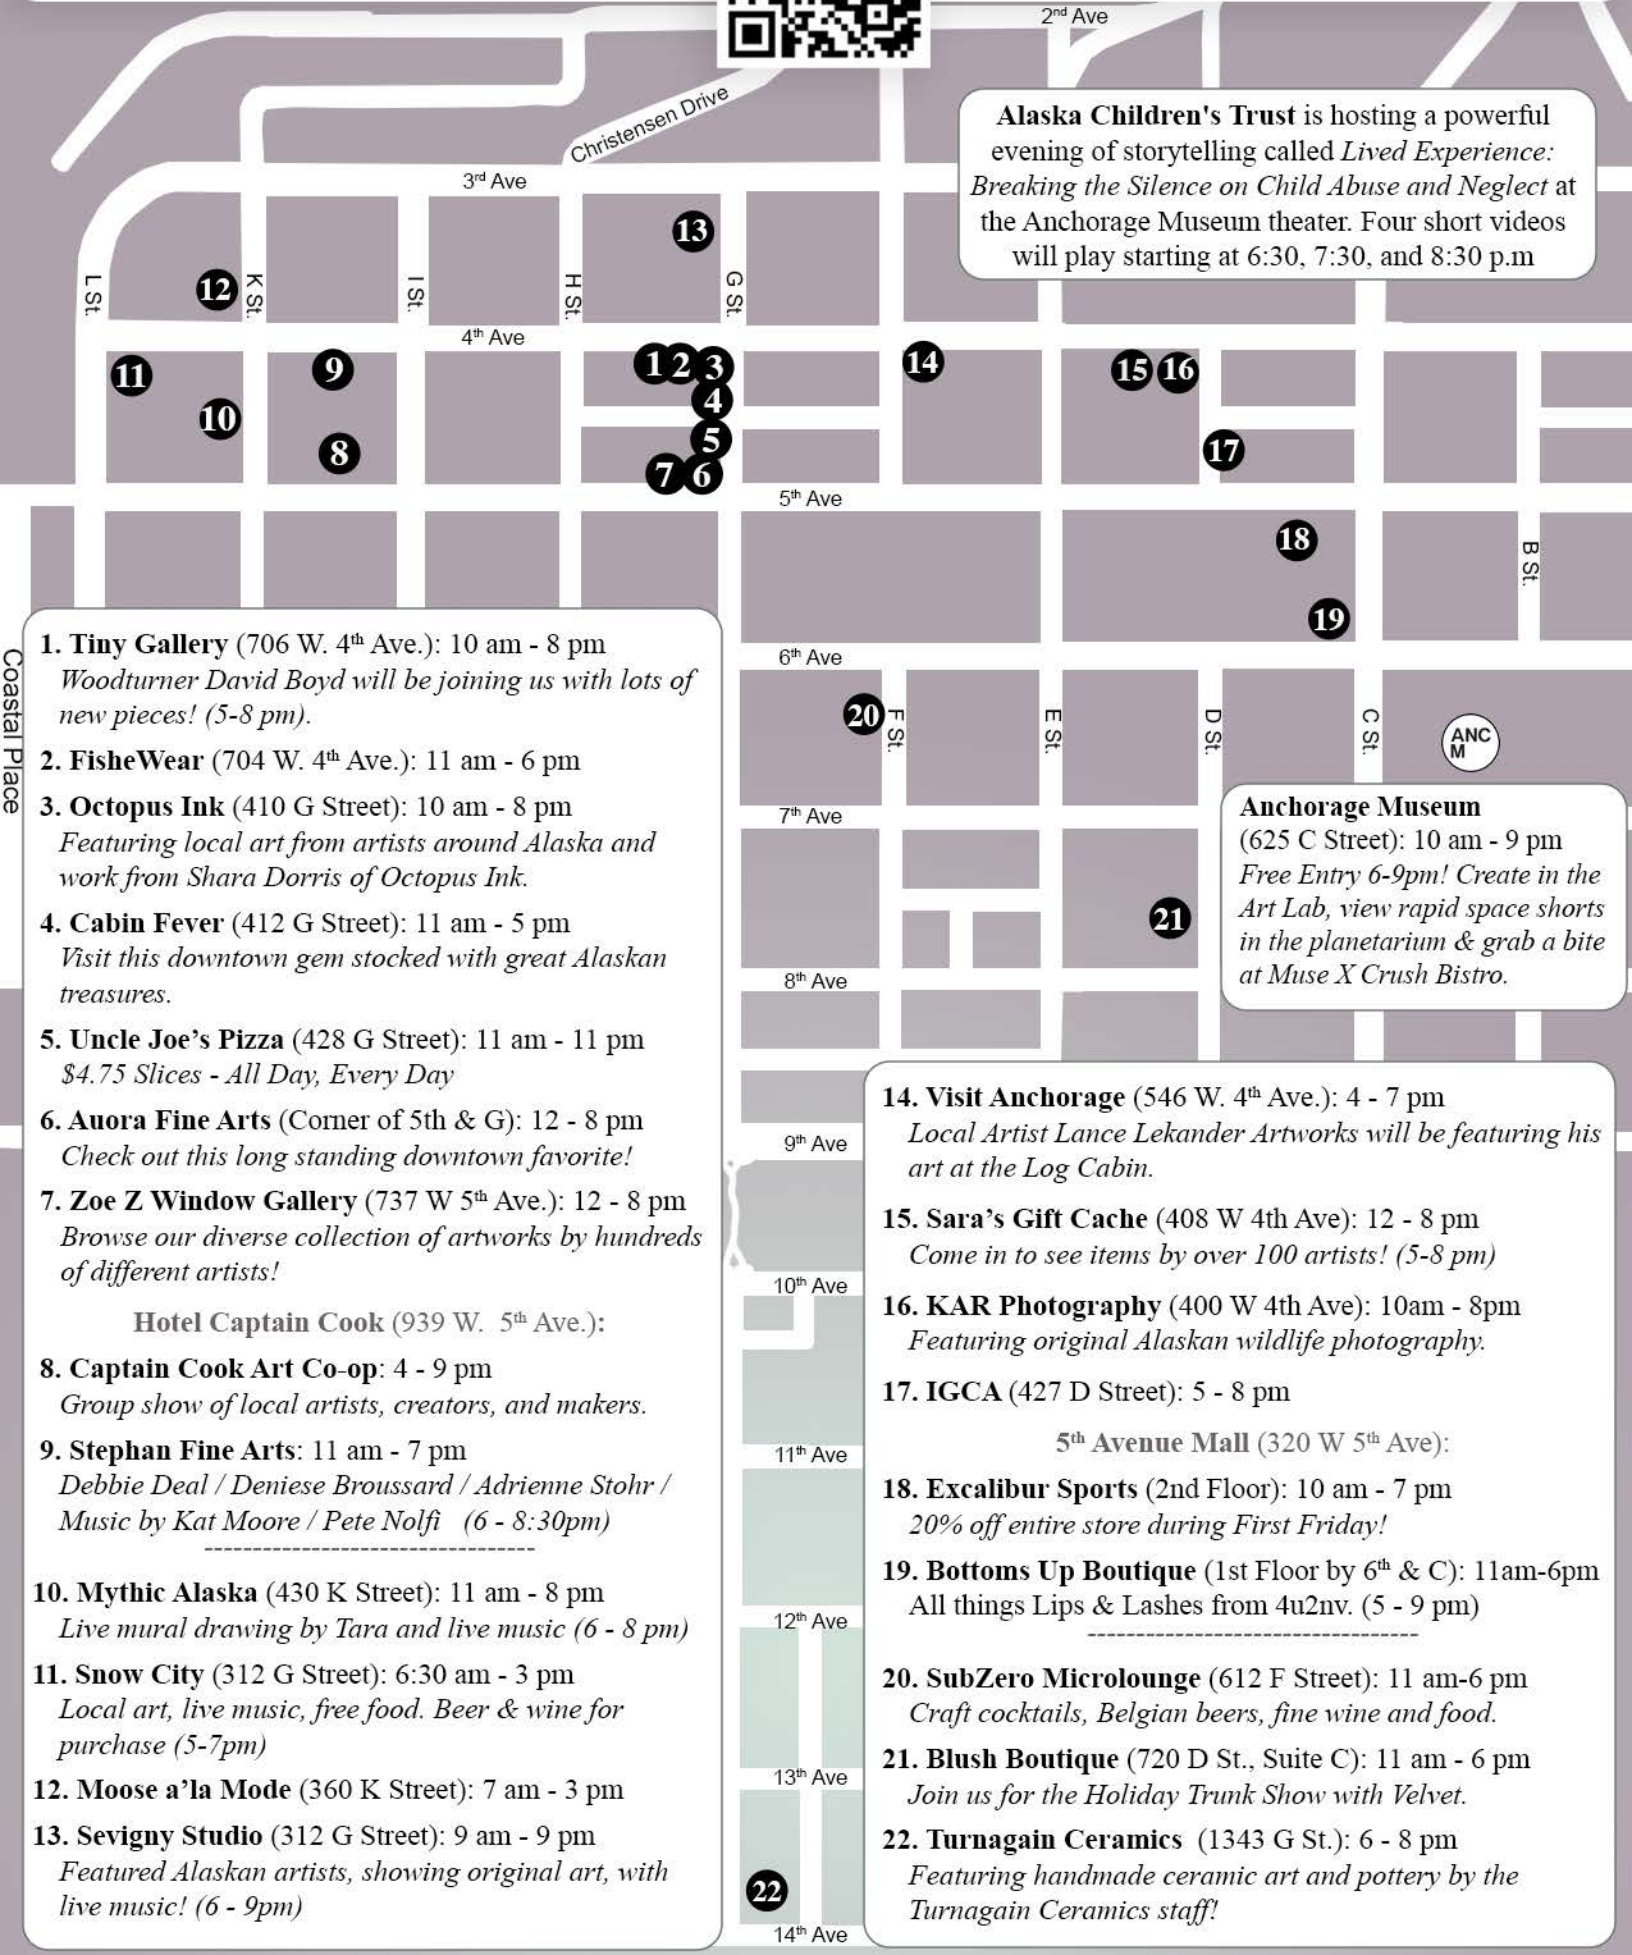 2nd Ave
Christensen Drive
Alaska Children's Trust is hosting a powerful
evening of storytelling called Lived Experience:
Breaking the Silence on Child Abuse and Neglect at
the Anchorage Museum theater. Four short videos
will play starting at 6:30, 7:30, and 8:30 p.m
3rd Ave
13
12
L St.
K St.
I St.
H St.
G St.
4th Ave
11
9
1
2
3
14
15
16
10
4
8
5
17
7
6
5th Ave
18
B St.
19
6th Ave
Coastal Place
20
F St.
E St.
D St.
C St.
ANC
M
7th Ave
21
8th Ave
9th Ave
10th Ave
11th Ave
12th Ave
13th Ave
22
14th Ave
1. Tiny Gallery (706 W. 4th Ave.): 10 am - 8 pm
Woodturner David Boyd will be joining us with lots of
new pieces! (5-8 pm).
2. FisheWear (704 W. 4th Ave.): 11 am - 6 pm
3. Octopus Ink (410 G Street): 10 am - 8 pm
Featuring local art from artists around Alaska and
work from Shara Dorris of Octopus Ink.
4. Cabin Fever (412 G Street): 11 am - 5 pm
Visit this downtown gem stocked with great Alaskan
treasures.
5. Uncle Joe’s Pizza (428 G Street): 11 am - 11 pm
$4.75 Slices - All Day, Every Day
6. Auora Fine Arts (Corner of 5th & G): 12 - 8 pm
Check out this long standing downtown favorite!
7. Zoe Z Window Gallery (737 W 5th Ave.): 12 - 8 pm
Browse our diverse collection of artworks by hundreds
of different artists!
Hotel Captain Cook (939 W. 5th Ave.):
8. Captain Cook Art Co-op: 4 - 9 pm
Group show of local artists, creators, and makers.
9. Stephan Fine Arts: 11 am - 7 pm
Debbie Deal / Deniese Broussard / Adrienne Stohr /
Music by Kat Moore / Pete Nolfi (6 - 8:30pm)
----------------------------------
10. Mythic Alaska (430 K Street): 11 am - 8 pm
Live mural drawing by Tara and live music (6 - 8 pm)
11. Snow City (312 G Street): 6:30 am - 3 pm
Local art, live music, free food. Beer & wine for
purchase (5-7pm)
12. Moose a’la Mode (360 K Street): 7 am - 3 pm
13. Sevigny Studio (312 G Street): 9 am - 9 pm
Featured Alaskan artists, showing original art, with
live music! (6 - 9pm)
Anchorage Museum
(625 C Street): 10 am - 9 pm
Free Entry 6-9pm! Create in the
Art Lab, view rapid space shorts
in the planetarium & grab a bite
at Muse X Crush Bistro.
14. Visit Anchorage (546 W. 4th Ave.): 4 - 7 pm
Local Artist Lance Lekander Artworks will be featuring his
art at the Log Cabin.
15. Sara’s Gift Cache (408 W 4th Ave): 12 - 8 pm
Come in to see items by over 100 artists! (5-8 pm)
16. KAR Photography (400 W 4th Ave): 10am - 8pm
Featuring original Alaskan wildlife photography.
17. IGCA (427 D Street): 5 - 8 pm
5th Avenue Mall (320 W 5th Ave):
18. Excalibur Sports (2nd Floor): 10 am - 7 pm
20% off entire store during First Friday!
19. Bottoms Up Boutique (1st Floor by 6th & C): 11am-6pm
All things Lips & Lashes from 4u2nv. (5 - 9 pm)
----------------------------------
20. SubZero Microlounge (612 F Street): 11 am-6 pm
Craft cocktails, Belgian beers, fine wine and food.
21. Blush Boutique (720 D St., Suite C): 11 am - 6 pm
Join us for the Holiday Trunk Show with Velvet.
22. Turnagain Ceramics (1343 G St.): 6 - 8 pm
Featuring handmade ceramic art and pottery by the
Turnagain Ceramics staff!